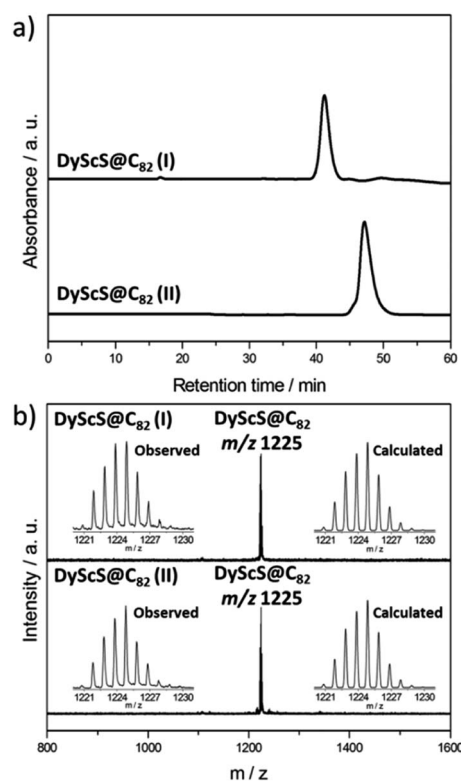 a)
Absorbance / a. u.
DyScS@C₈₂ (I)
DyScS@C₈₂ (II)
0 10 20 30 40 50 60
Retention time / min
b)
Intensity / a. u.
DyScS@C₈₂ (I)
DyScS@C₈₂
m/z 1225
Observed
Calculated
1221 1224 1227 1230
m / z
1221 1224 1227 1230
m / z
DyScS@C₈₂ (II)
DyScS@C₈₂
m/z 1225
Observed
Calculated
1221 1224 1227 1230
m / z
1221 1224 1227 1230
m / z
800 1000 1200 1400 1600
m / z